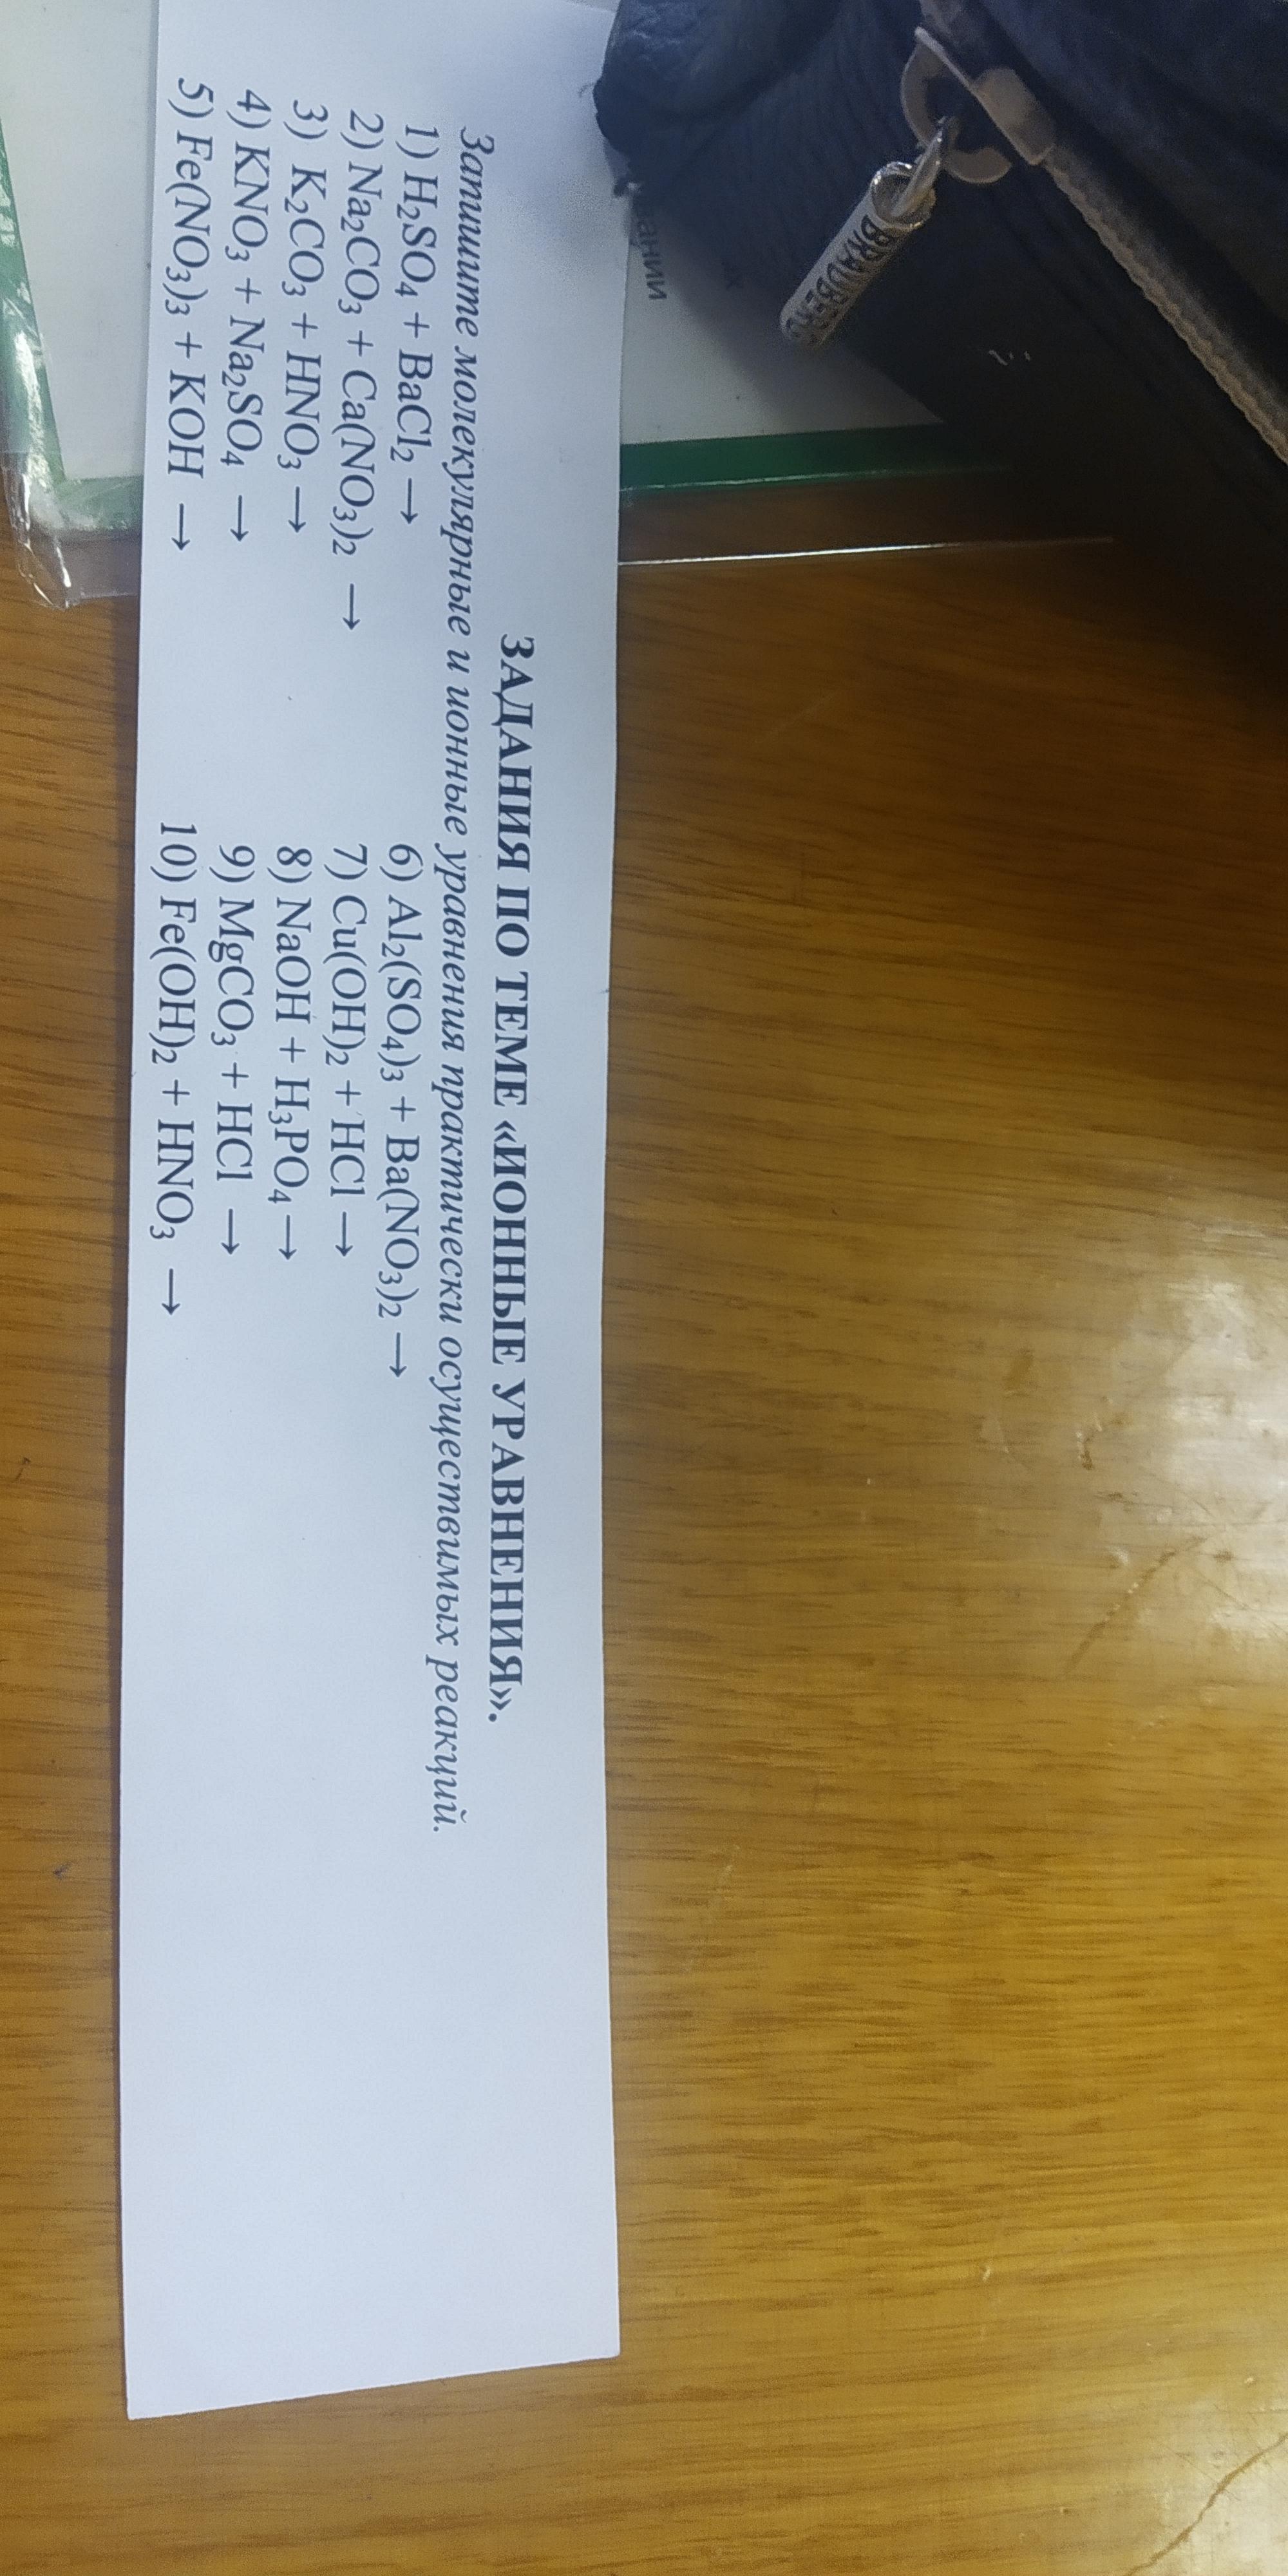 ЗАДАНИЯ ПО ТЕМЕ «ИОННЫЕ УРАВНЕНИЯ».
Запишите молекулярные и ионные уравнения практически осуществимых реакций.
1) H₂SO₄ + BaCl₂ →
2) Na₂CO₃ + Ca(NO₃)₂ →
3) K₂CO₃ + HNO₃ →
4) KNO₃ + Na₂SO₄ →
5) Fe(NO₃)₃ + KOH →
6) Al₂(SO₄)₃ + Ba(NO₃)₂ →
7) Cu(OH)₂ + HCl →
8) NaOH + H₃PO₄ →
9) MgCO₃ + HCl →
10) Fe(OH)₂ + HNO₃ →
BRAUBERG